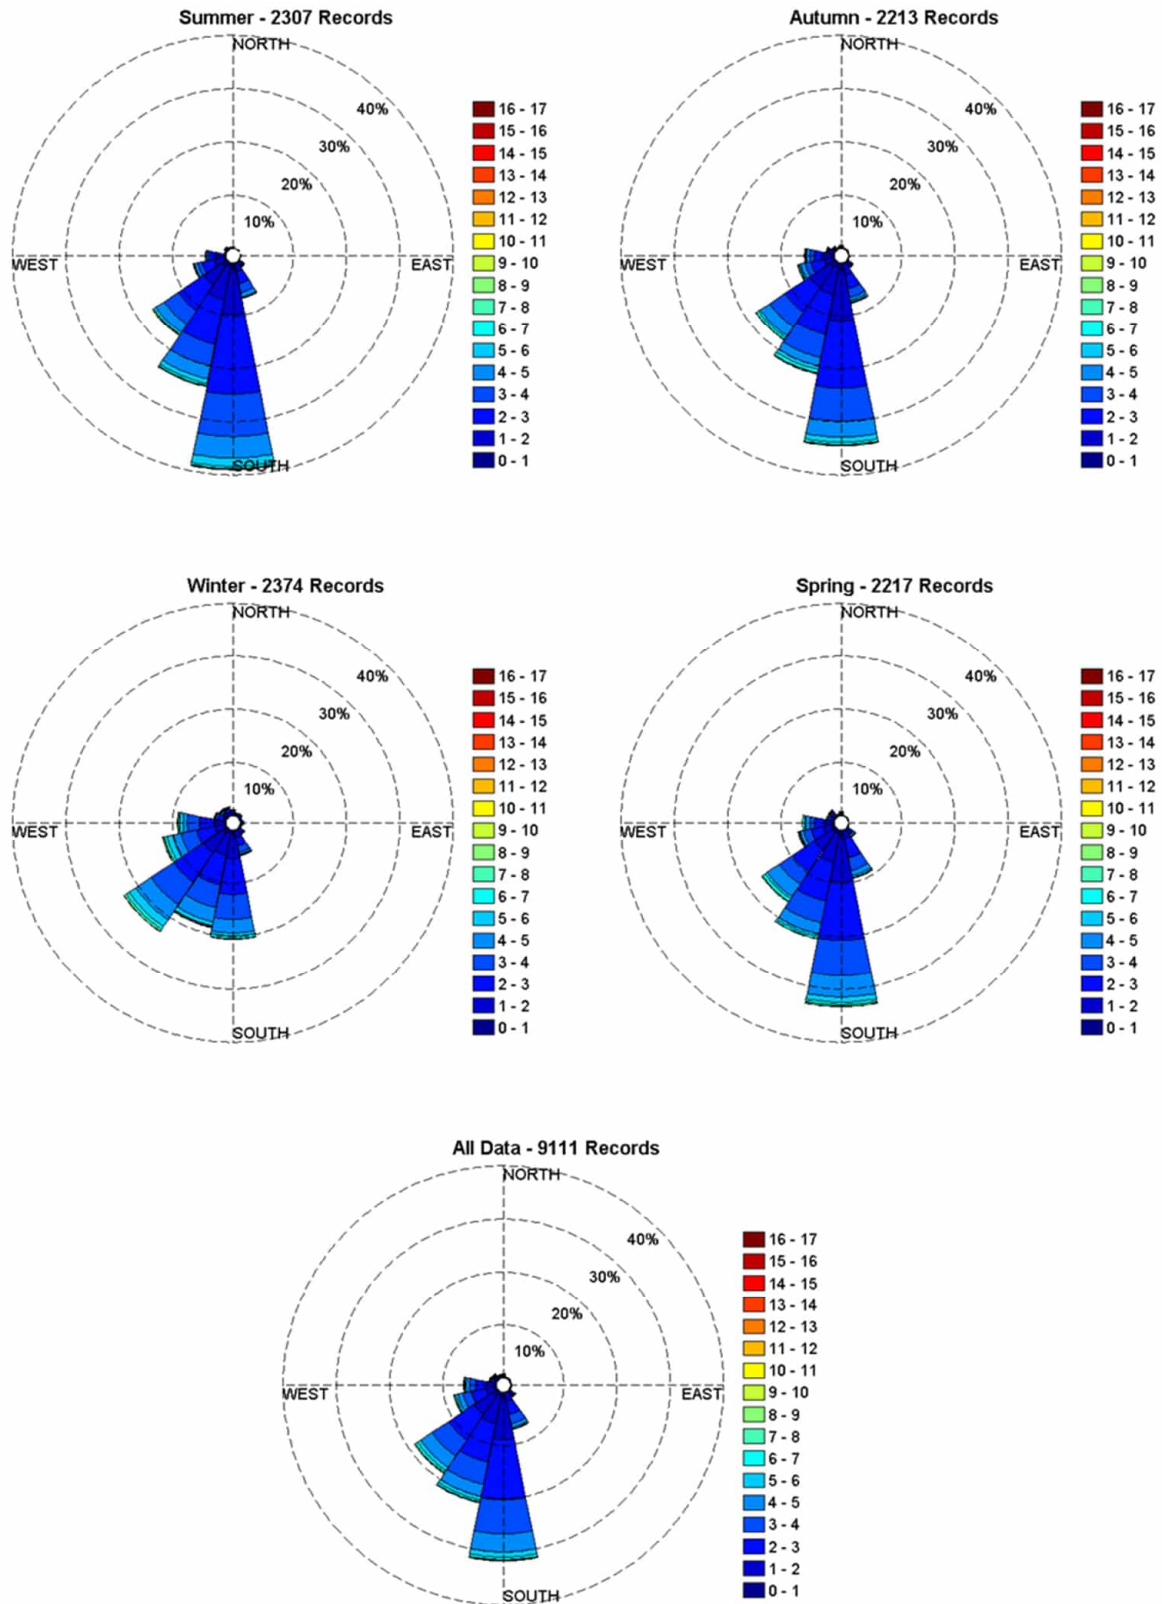 Summer - 2307 Records
NORTH
40%
30%
20%
10%
WEST
EAST
SOUTH
16 - 17
15 - 16
14 - 15
13 - 14
12 - 13
11 - 12
10 - 11
9 - 10
8 - 9
7 - 8
6 - 7
5 - 6
4 - 5
3 - 4
2 - 3
1 - 2
0 - 1
Autumn - 2213 Records
NORTH
40%
30%
20%
10%
WEST
EAST
SOUTH
16 - 17
15 - 16
14 - 15
13 - 14
12 - 13
11 - 12
10 - 11
9 - 10
8 - 9
7 - 8
6 - 7
5 - 6
4 - 5
3 - 4
2 - 3
1 - 2
0 - 1
Winter - 2374 Records
NORTH
40%
30%
20%
10%
WEST
EAST
SOUTH
16 - 17
15 - 16
14 - 15
13 - 14
12 - 13
11 - 12
10 - 11
9 - 10
8 - 9
7 - 8
6 - 7
5 - 6
4 - 5
3 - 4
2 - 3
1 - 2
0 - 1
Spring - 2217 Records
NORTH
40%
30%
20%
10%
WEST
EAST
SOUTH
16 - 17
15 - 16
14 - 15
13 - 14
12 - 13
11 - 12
10 - 11
9 - 10
8 - 9
7 - 8
6 - 7
5 - 6
4 - 5
3 - 4
2 - 3
1 - 2
0 - 1
All Data - 9111 Records
NORTH
40%
30%
20%
10%
WEST
EAST
SOUTH
16 - 17
15 - 16
14 - 15
13 - 14
12 - 13
11 - 12
10 - 11
9 - 10
8 - 9
7 - 8
6 - 7
5 - 6
4 - 5
3 - 4
2 - 3
1 - 2
0 - 1